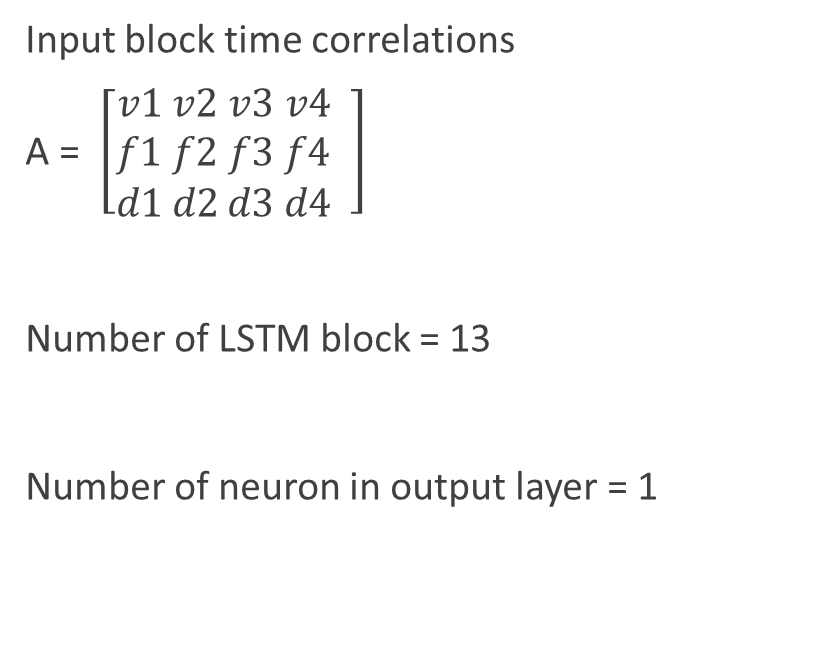 Input block time correlations
v1 v2 v3 v4
A = f1 f2 f3 f4
d1 d2 d3 d4
Number of LSTM block = 13
Number of neuron in output layer = 1